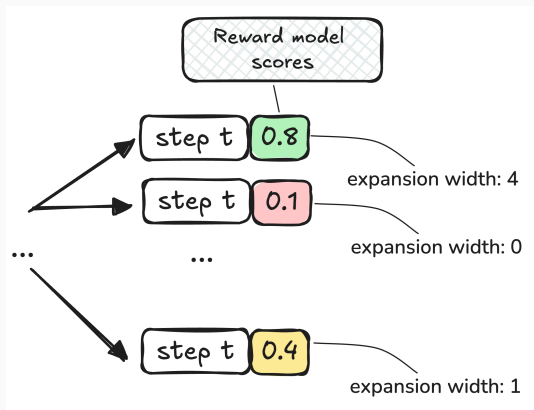 Reward model
scores
step t 0.8
expansion width: 4
step t 0.1
expansion width: 0
... ...
step t 0.4
expansion width: 1